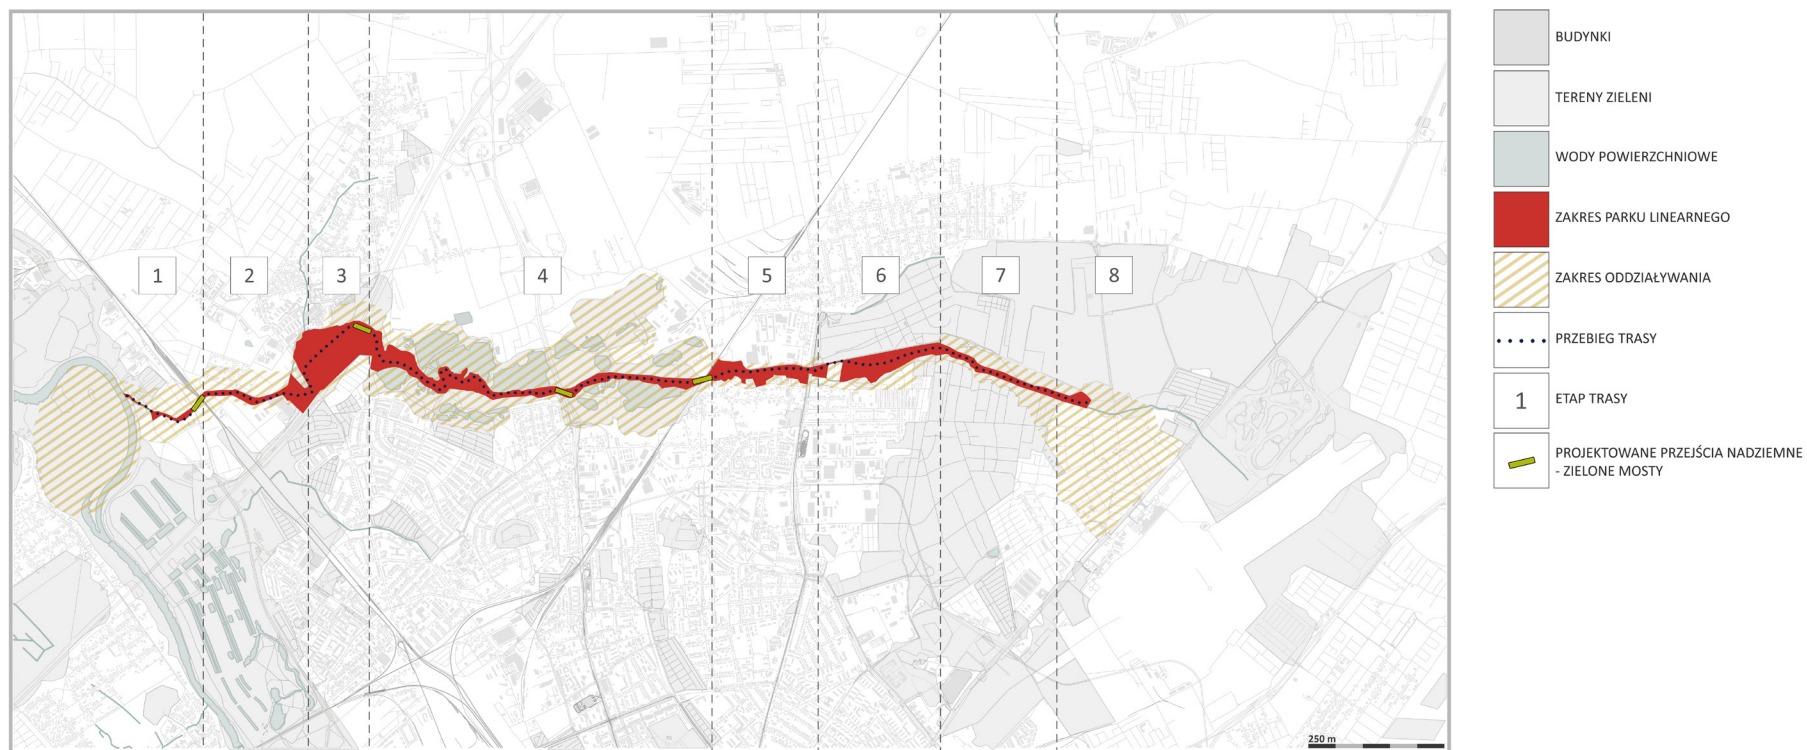 1
2
3
4
5
6
7
8
250 m
BUDYNKI
TERENY ZIELENI
WODY POWIERZCHNIOWE
ZAKRES PARKU LINEARNEGO
ZAKRES ODDZIAŁYWANIA
PRZEBIEG TRASY
1
ETAP TRASY
PROJEKTOWANE PRZEJŚCIA NADZIEMNE
- ZIELONE MOSTY